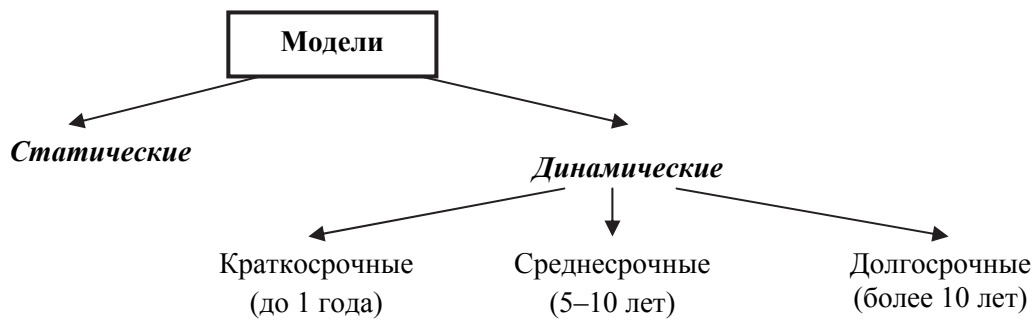 Модели
Статические
Динамические
Краткосрочные
(до 1 года)
Среднесрочные
(5–10 лет)
Долгосрочные
(более 10 лет)